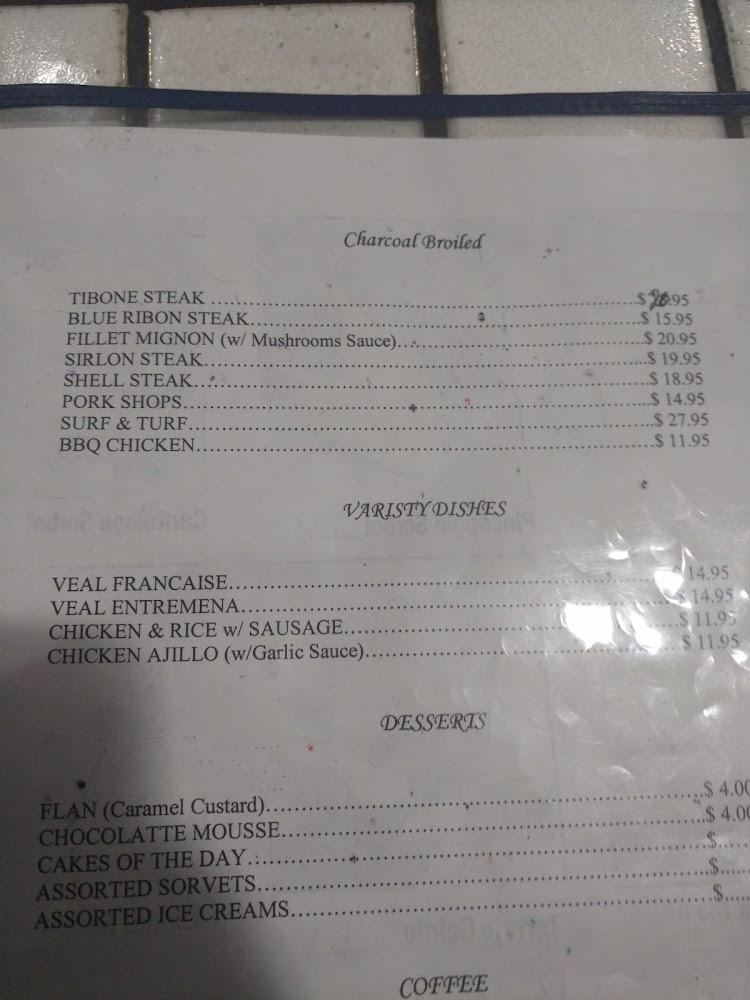 Charcoal Broiled
TIBONE STEAK ........................................................................$ 20.95
BLUE RIBON STEAK........................................................................$ 15.95
FILLET MIGNON (w/ Mushrooms Sauce)..............................................$ 20.95
SIRLON STEAK........................................................................$ 19.95
SHELL STEAK........................................................................$ 18.95
PORK SHOPS........................................................................$ 14.95
SURF & TURF........................................................................$ 27.95
BBQ CHICKEN........................................................................$ 11.95
VARISTY DISHES
VEAL FRANCAISE........................................................................$ 14.95
VEAL ENTREMENA........................................................................$ 14.95
CHICKEN & RICE w/ SAUSAGE......................................................$ 11.95
CHICKEN AJILLO (w/Garlic Sauce)..................................................$ 11.95
DESSERTS
FLAN (Caramel Custard)............................................................$ 4.00
CHOCOLATTE MOUSSE............................................................$ 4.00
CAKES OF THE DAY............................................................$......
ASSORTED SORVETS............................................................$......
ASSORTED ICE CREAMS............................................................$......
COFFEE